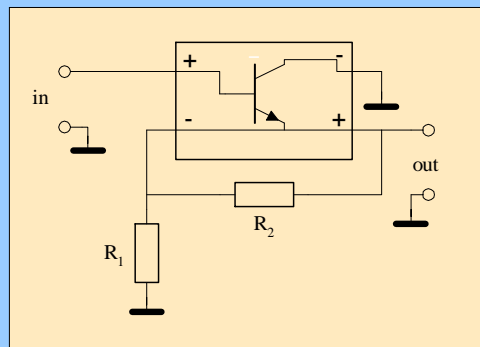 + -
in
- +
out
R2
R1